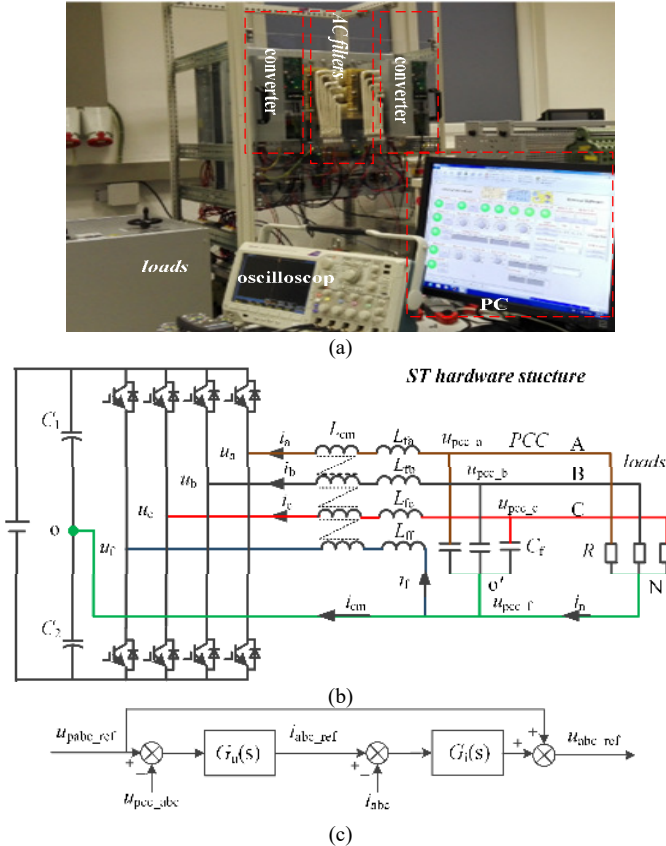 converter
AC filters
converter
loads
oscilloscop
PC
(a)
ST hardware stucture
C1
C2
o
ua
ub
uc
uf
ia
ib
ic
Lcm
Lfa
Lfb
Lfc
Lff
if
icm
upcc_a
PCC
upcc_b
upcc_c
upcc_f
Cf
o'
A
B
C
loads
R
N
in
(b)
upabc_ref
+
−
upcc_abc
Gu(s)
iabc_ref
+
−
iabc
Gi(s)
+
+
uabc_ref
(c)